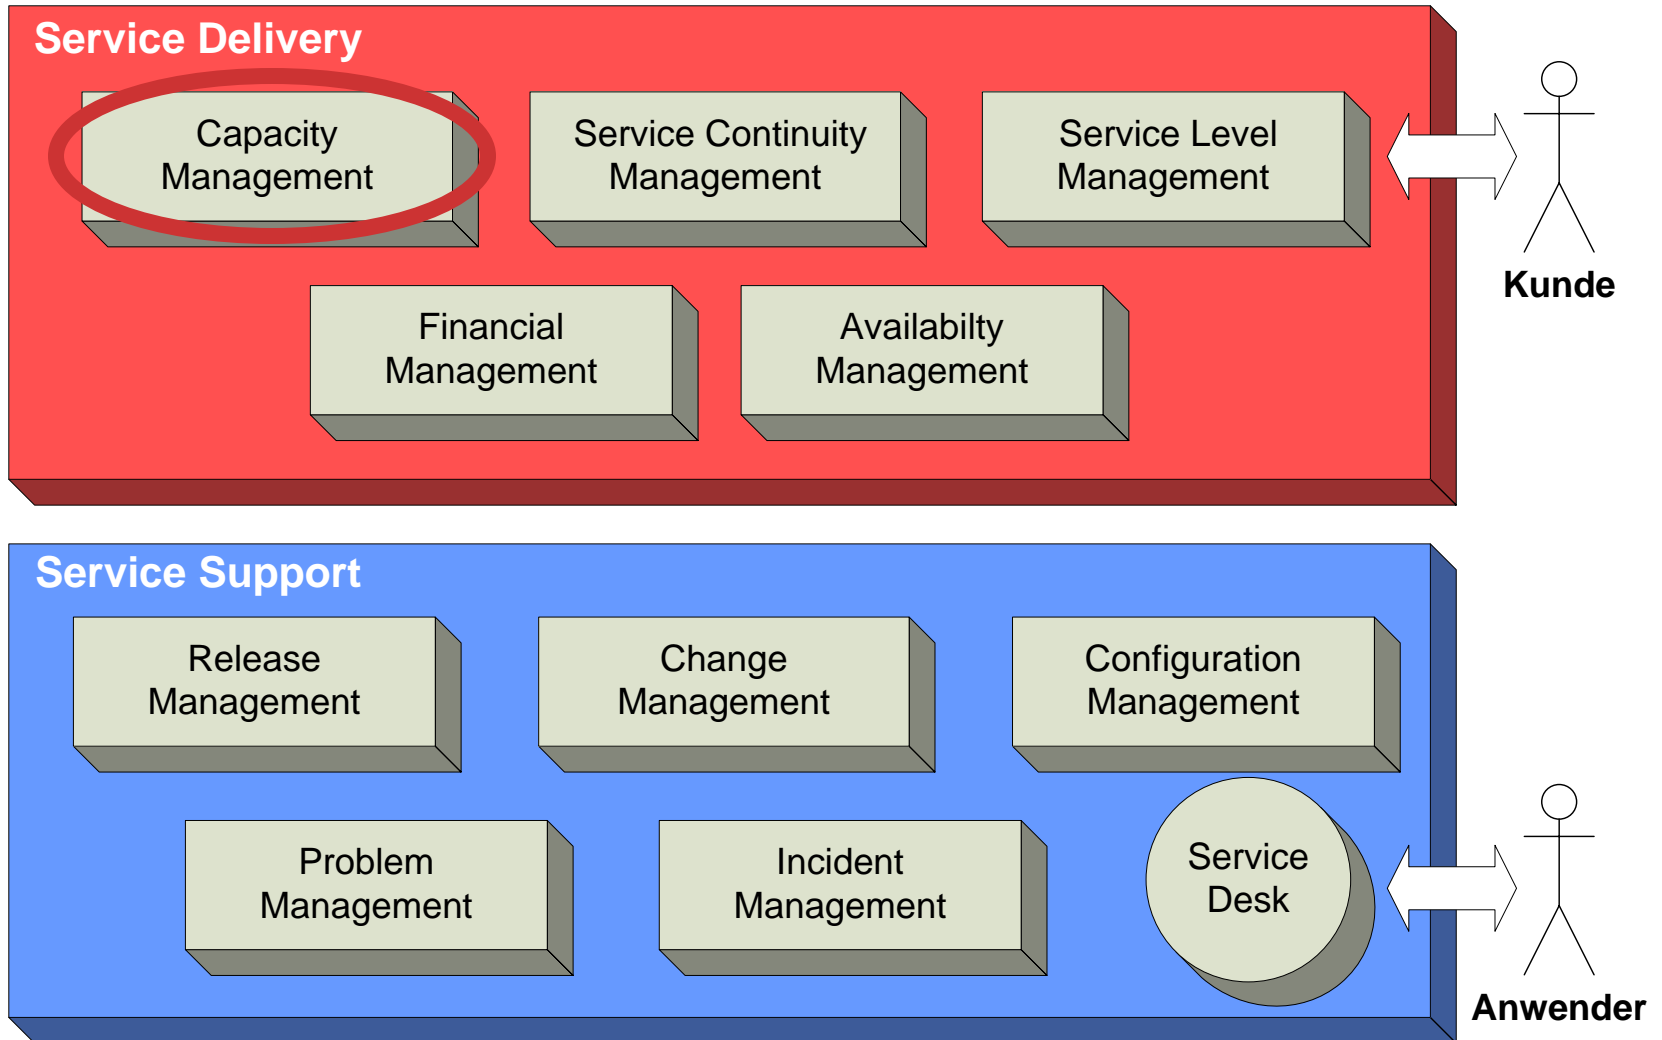 Service Delivery
Capacity
Management
Service Continuity
Management
Service Level
Management
Kunde
Financial
Management
Availabilty
Management
Service Support
Release
Management
Change
Management
Configuration
Management
Problem
Management
Incident
Management
Service
Desk
Anwender